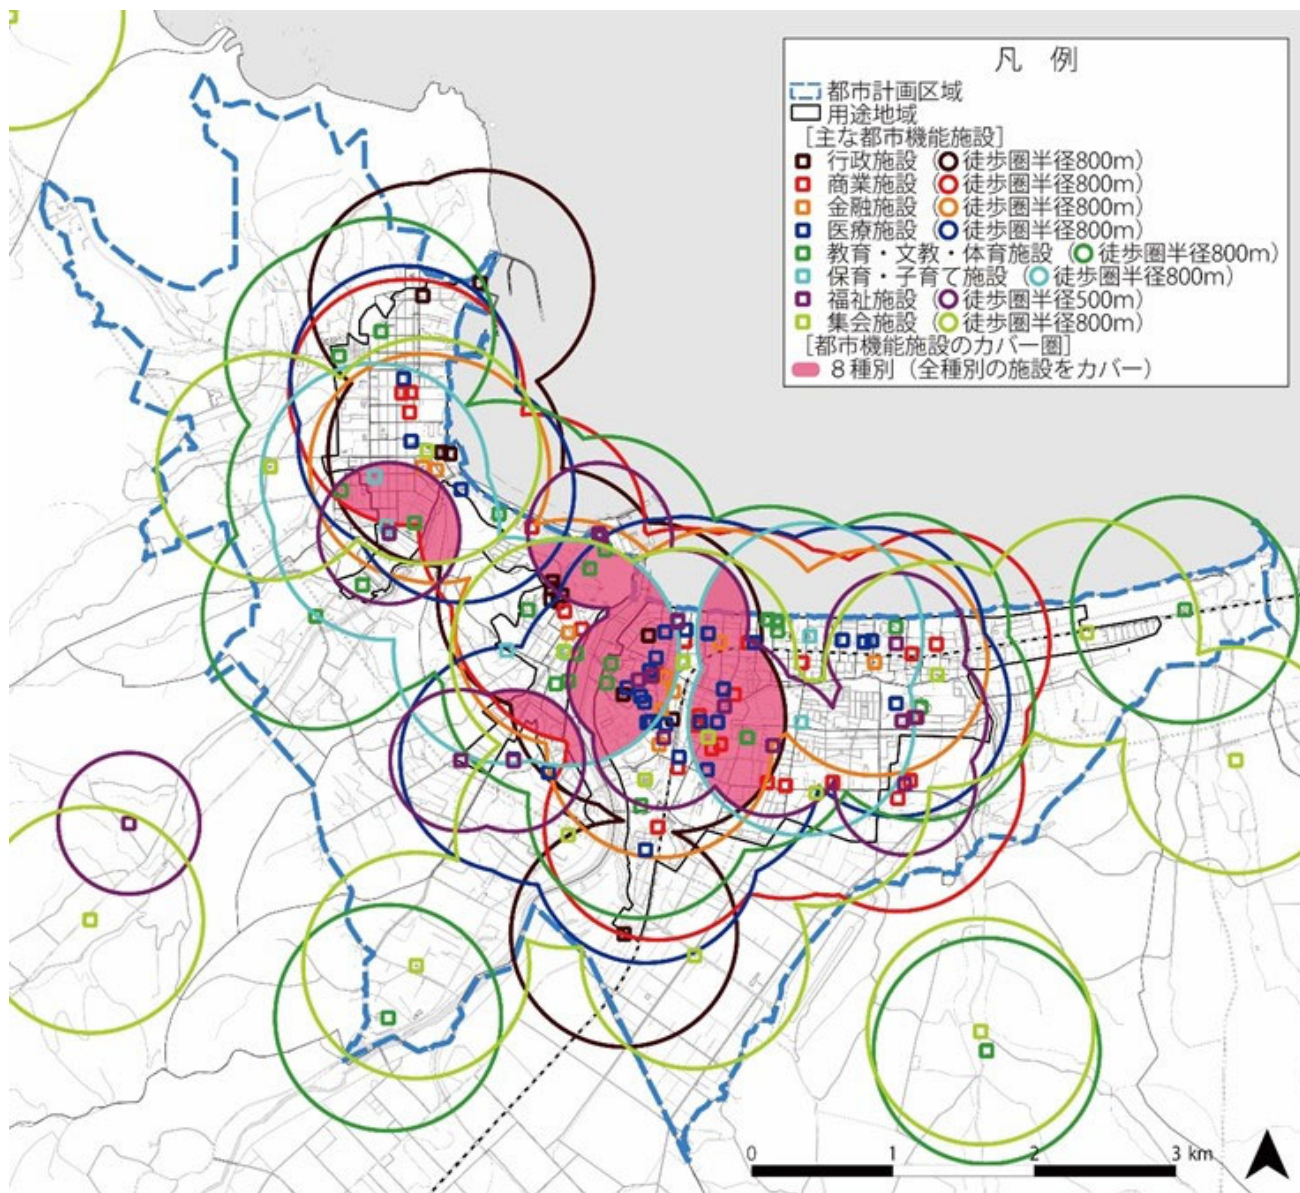 凡　例
都市計画区域
用途地域
［主な都市機能施設］
行政施設（ 徒歩圏半径800m）
商業施設（ 徒歩圏半径800m）
金融施設（ 徒歩圏半径800m）
医療施設（ 徒歩圏半径800m）
教育・文教・体育施設（ 徒歩圏半径800m）
保育・子育て施設（ 徒歩圏半径800m）
福祉施設（ 徒歩圏半径500m）
集会施設（ 徒歩圏半径800m）
［都市機能施設のカバー圏］
８種別（全種別の施設をカバー）
0 1 2 3 km